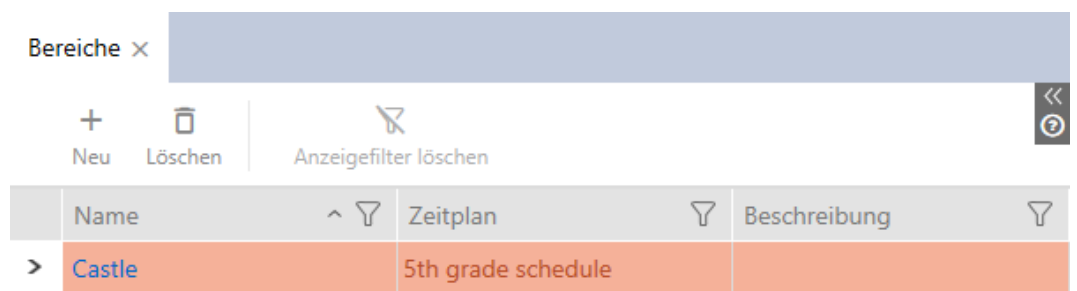 Bereiche
Neu Löschen Anzeigefilter löschen
Name Zeitplan Beschreibung
Castle 5th grade schedule